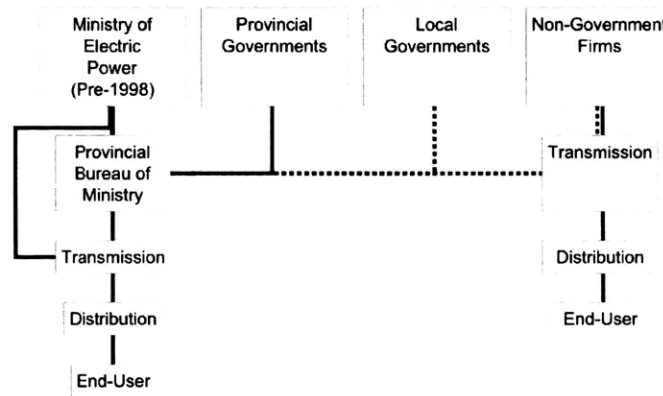 Ministry of
Electric
Power
(Pre-1998)
Provincial
Governments
Local
Governments
Non-Government
Firms
Provincial
Bureau of
Ministry
Transmission
Transmission
Distribution
Distribution
End-User
End-User